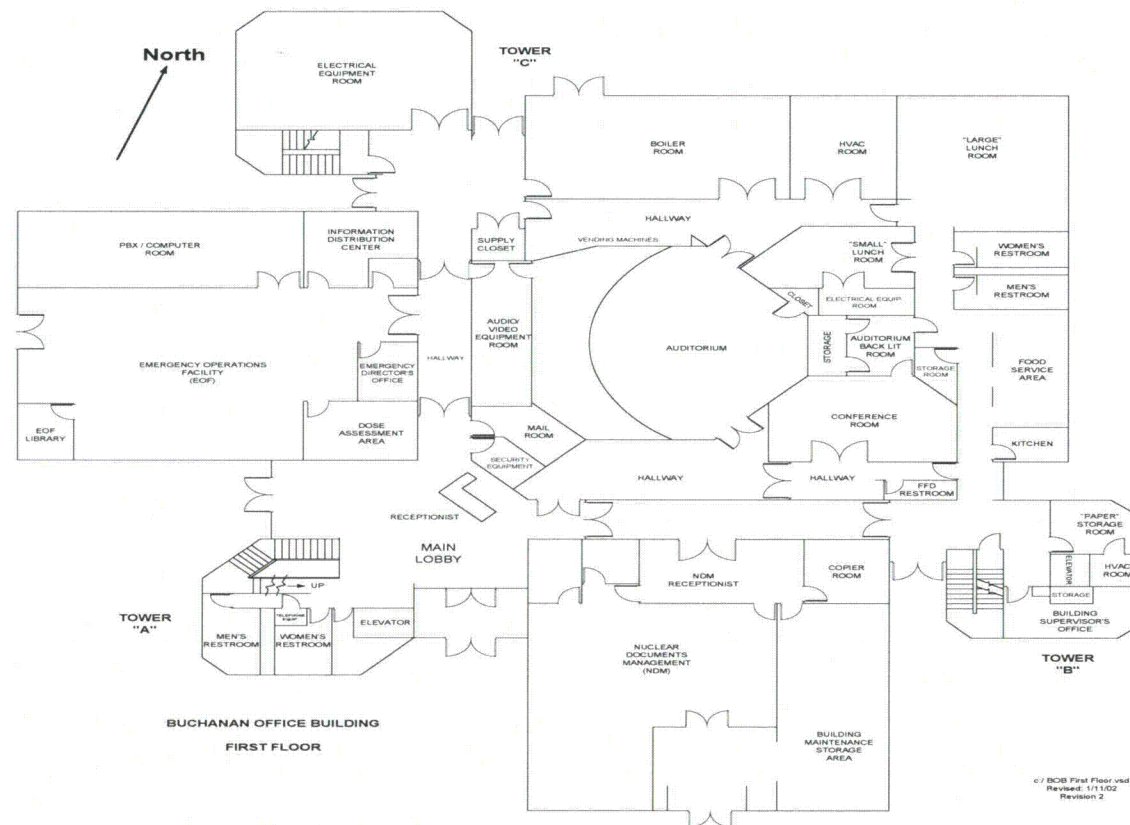 North
TOWER
"C"
ELECTRICAL
EQUIPMENT
ROOM
BOILER
ROOM
HVAC
ROOM
"LARGE"
LUNCH
ROOM
PBX / COMPUTER
ROOM
INFORMATION
DISTRIBUTION
CENTER
SUPPLY
CLOSET
HALLWAY
VENDING MACHINES
"SMALL"
LUNCH
ROOM
WOMEN'S
RESTROOM
MEN'S
RESTROOM
CLOSET
ELECTRICAL EQUIP.
ROOM
AUDIO/
VIDEO
EQUIPMENT
ROOM
AUDITORIUM
STORAGE
AUDITORIUM
BACK LIT
ROOM
STORAGE
ROOM
FOOD
SERVICE
AREA
EMERGENCY OPERATIONS
FACILITY
(EOF)
EMERGENCY
DIRECTOR'S
OFFICE
HALLWAY
EOF
LIBRARY
DOSE
ASSESSMENT
AREA
MAIL
ROOM
SECURITY
EQUIPMENT
CONFERENCE
ROOM
KITCHEN
HALLWAY
HALLWAY
FFD
RESTROOM
RECEPTIONIST
MAIN
LOBBY
"PAPER"
STORAGE
ROOM
NDM
RECEPTIONIST
COPIER
ROOM
ELEVATOR
HVAC
ROOM
STORAGE
BUILDING
SUPERVISOR'S
OFFICE
UP
TOWER
"A"
TELEPHONE
EQUIP
MEN'S
RESTROOM
WOMEN'S
RESTROOM
ELEVATOR
NUCLEAR
DOCUMENTS
MANAGEMENT
(NDM)
TOWER
"B"
BUCHANAN OFFICE BUILDING
FIRST FLOOR
BUILDING
MAINTENANCE
STORAGE
AREA
c:/ BOB First Floor.vsd
Revised: 1/11/02
Revision 2